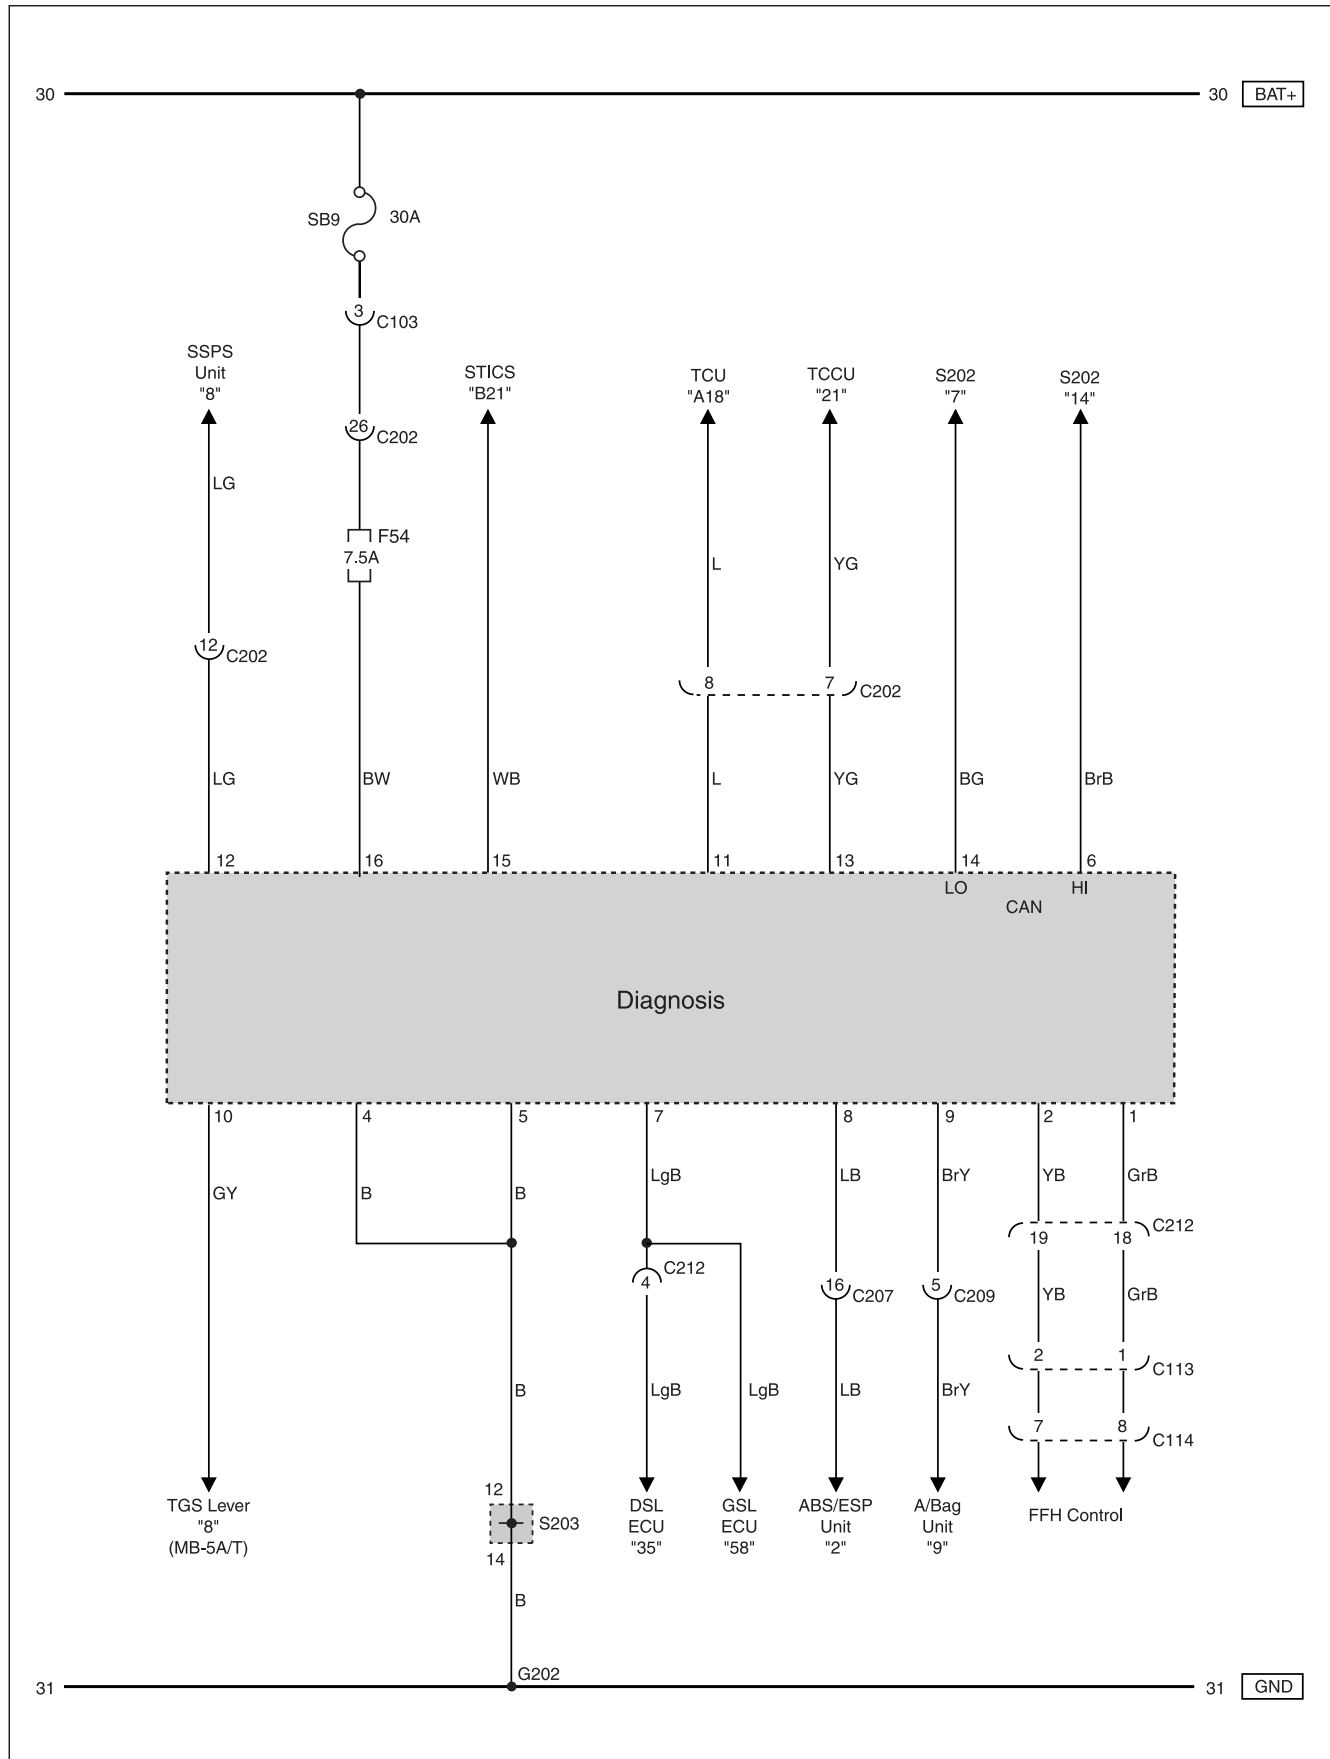 30
30
BAT+
SB9
30A
3
C103
SSPS
Unit
"8"
STICS
"B21"
TCU
"A18"
TCCU
"21"
S202
"7"
S202
"14"
26
C202
LG
F54
7.5A
L
YG
12
C202
8
7
C202
LG
BW
WB
L
YG
BG
BrB
12
16
15
11
13
14
6
LO
HI
CAN
Diagnosis
10
4
5
7
8
9
2
1
LgB
LB
BrY
YB
GrB
GY
B
B
C212
19
18
C212
4
16
C207
5
C209
YB
GrB
2
1
C113
B
LgB
LgB
LB
BrY
7
8
C114
12
S203
14
TGS Lever
"8"
(MB-5A/T)
DSL
ECU
"35"
GSL
ECU
"58"
ABS/ESP
Unit
"2"
A/Bag
Unit
"9"
FFH Control
B
G202
31
31
GND